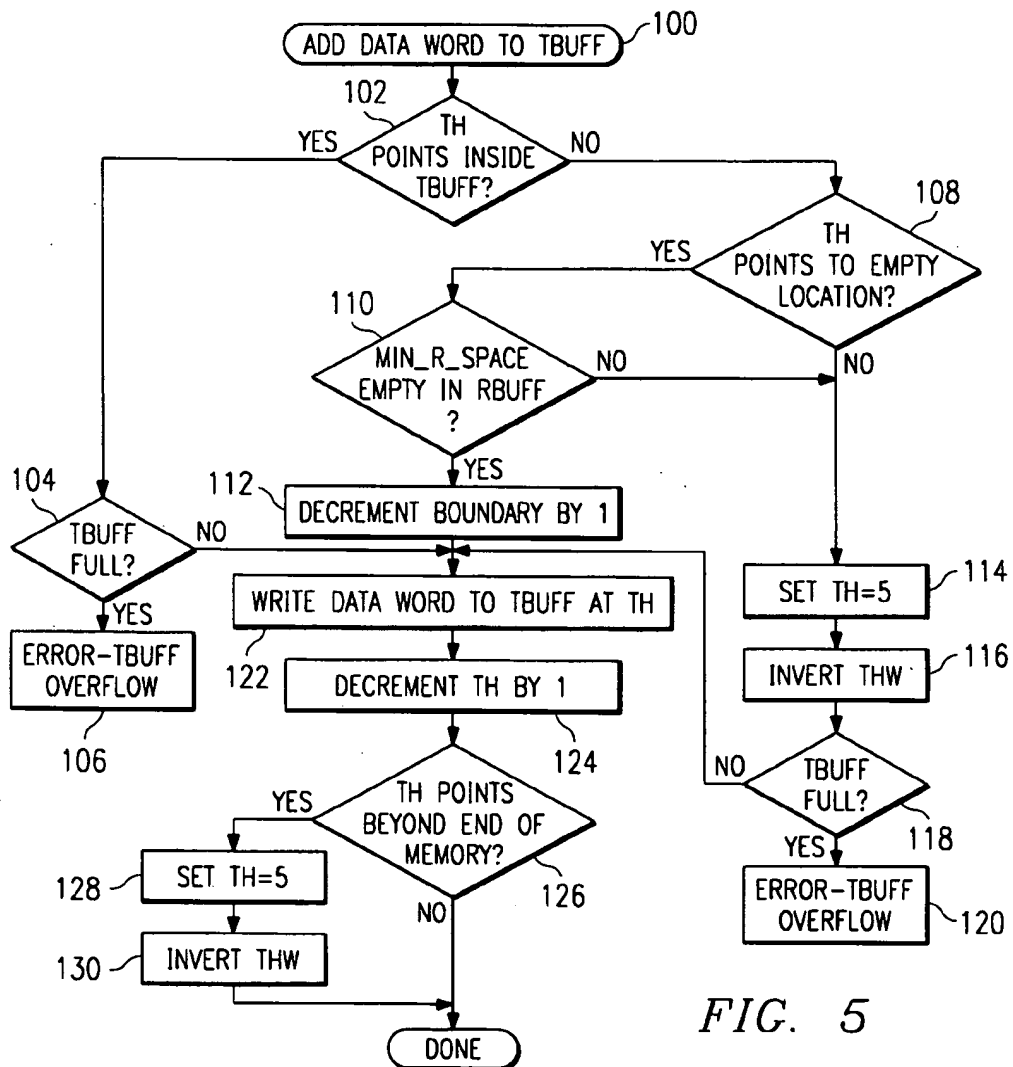 ADD DATA WORD TO TBUFF
100
102
TH
POINTS INSIDE
TBUFF?
YES
NO
108
TH
POINTS TO EMPTY
LOCATION?
YES
NO
110
MIN_R_SPACE
EMPTY IN RBUFF
?
NO
YES
112
DECREMENT BOUNDARY BY 1
104
TBUFF
FULL?
NO
YES
ERROR-TBUFF
OVERFLOW
106
WRITE DATA WORD TO TBUFF AT TH
122
DECREMENT TH BY 1
124
SET TH=5
114
INVERT THW
116
TBUFF
FULL?
NO
118
YES
ERROR-TBUFF
OVERFLOW
120
TH POINTS
BEYOND END OF
MEMORY?
YES
126
NO
128
SET TH=5
130
INVERT THW
DONE
FIG. 5